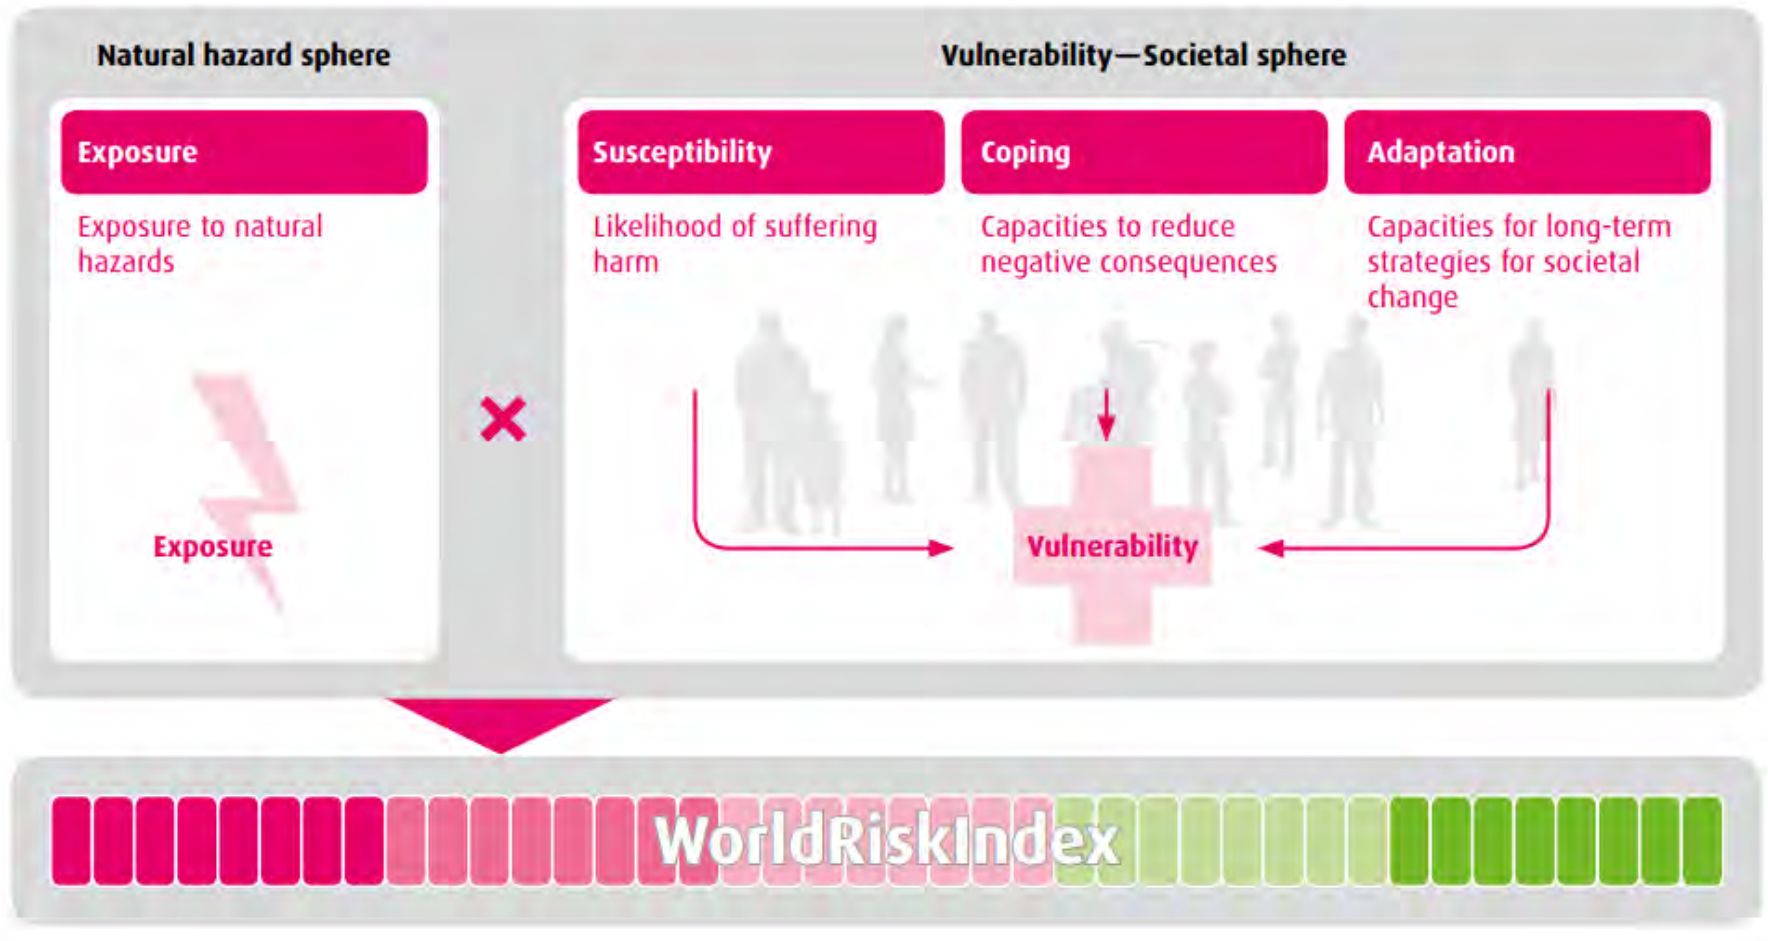 Natural hazard sphere
Vulnerability—Societal sphere
Exposure
Exposure to natural
hazards
Exposure
Susceptibility
Likelihood of suffering
harm
Coping
Capacities to reduce
negative consequences
Adaptation
Capacities for long-term
strategies for societal
change
Vulnerability
WorldRiskIndex